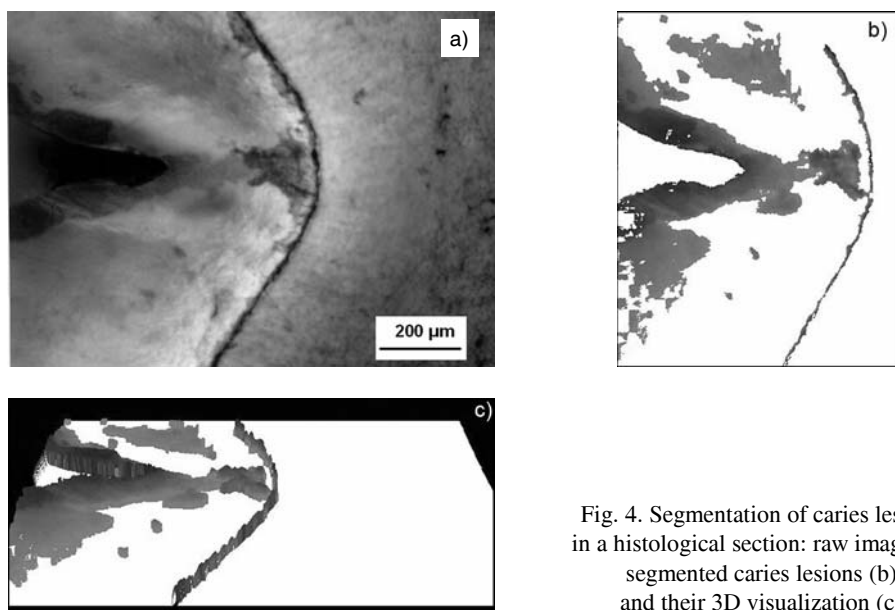 a)
b)
200 µm
c)
Fig. 4. Segmentation of caries
in a histological section: raw
segmented caries lesions (b)
and their 3D visualization (c